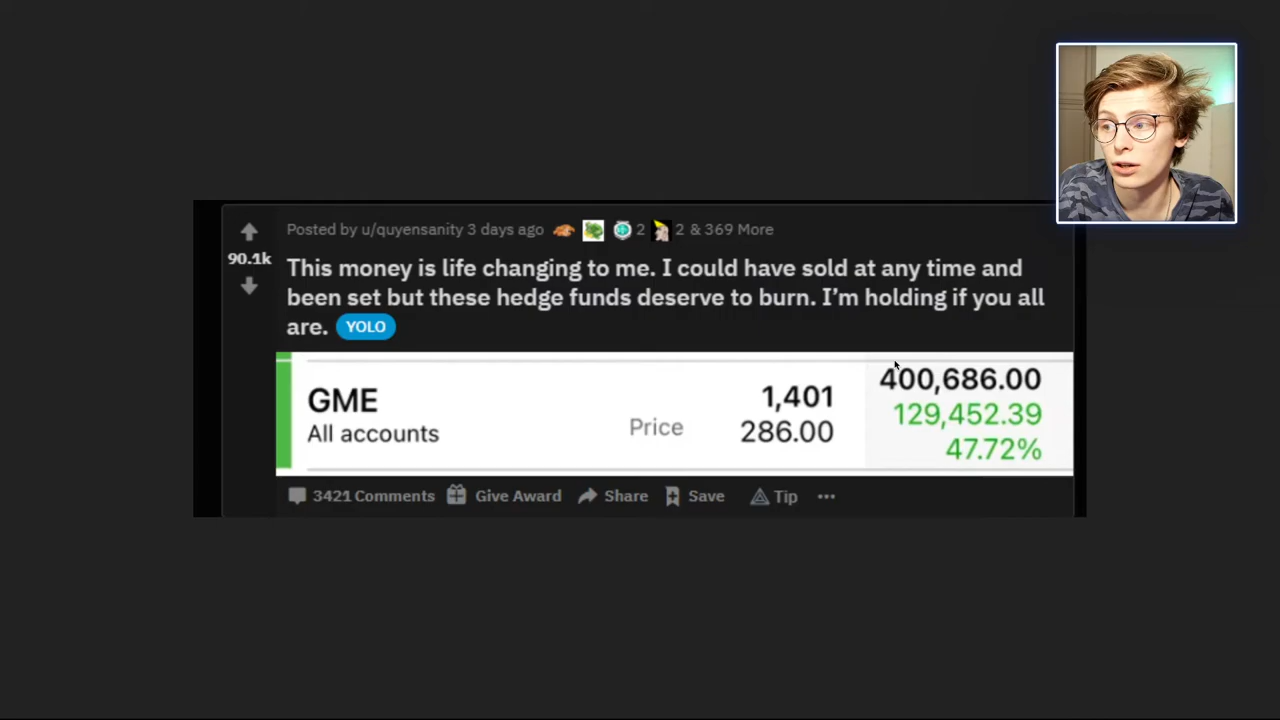 Posted by u/quyensanity 3 days ago 2 2 & 369 More
90.1k
This money is life changing to me. I could have sold at any time and
been set but these hedge funds deserve to burn. I'm holding if you all
are. YOLO
GME 1,401 400,686.00
All accounts Price 286.00 129,452.39
47.72%
3421 Comments Give Award Share Save Tip •••